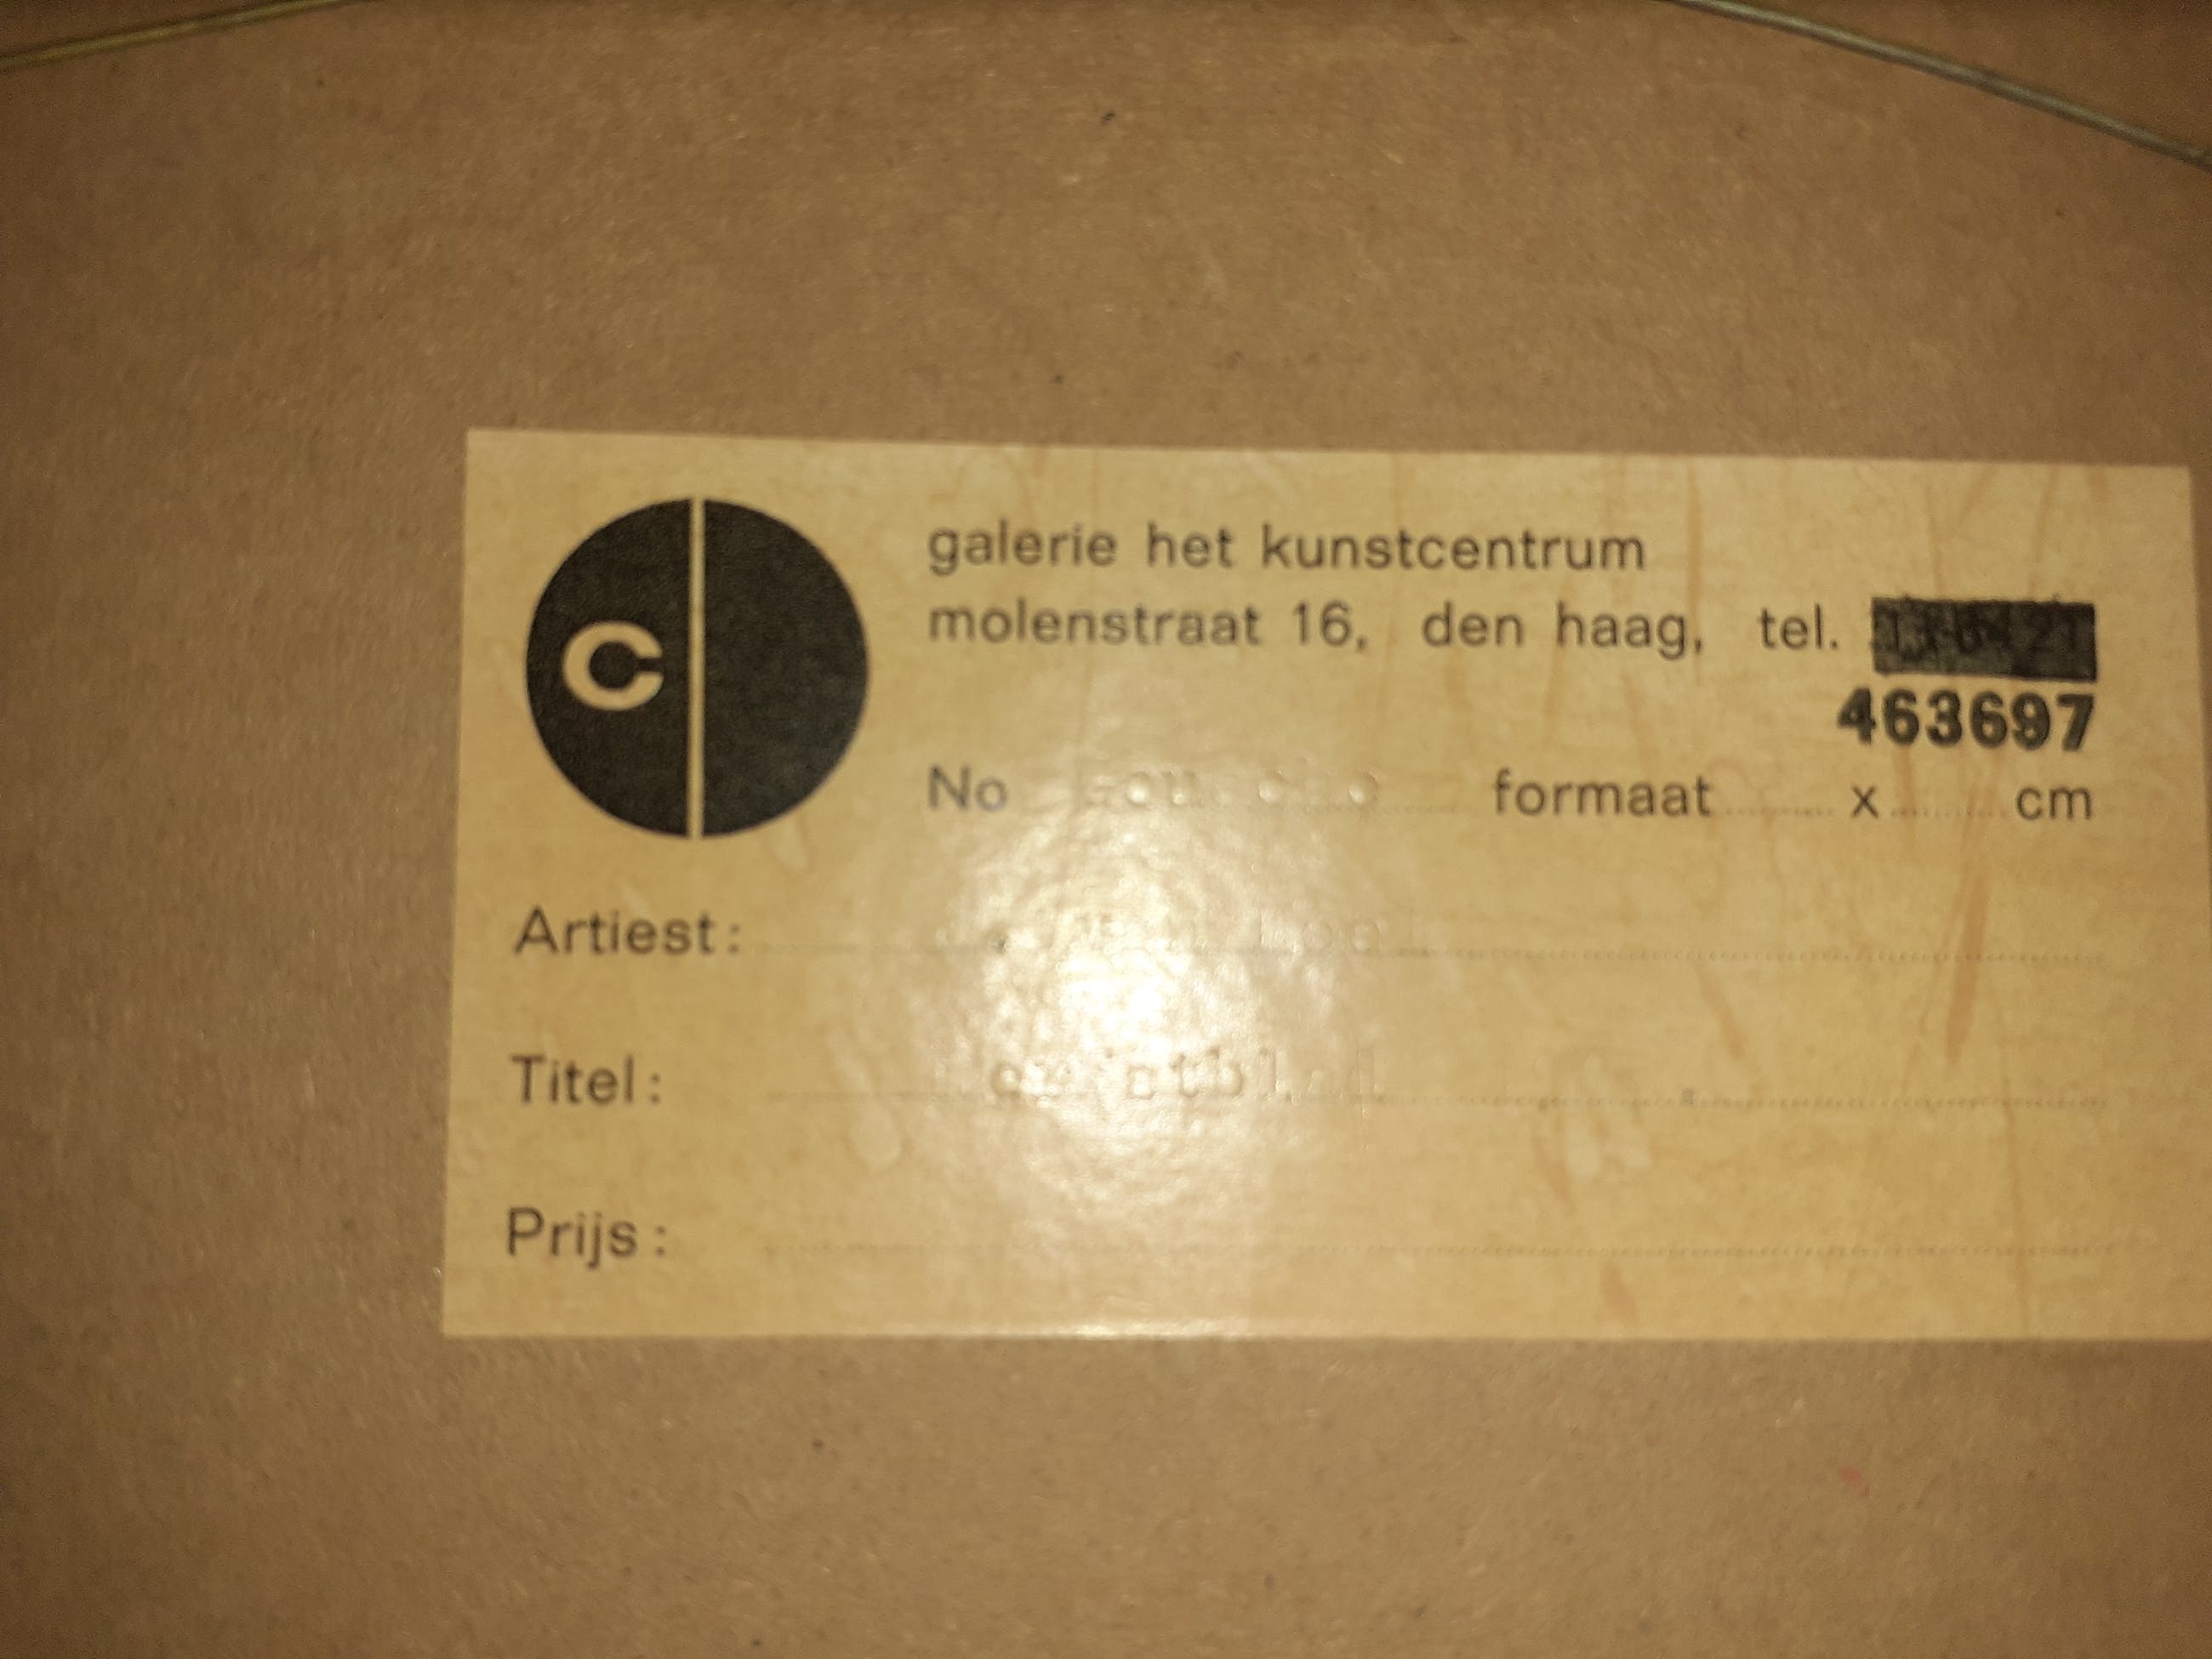 c
galerie het kunstcentrum
molenstraat 16, den haag, tel.
463697
No formaat x cm
Artiest:
Titel:
Prijs: